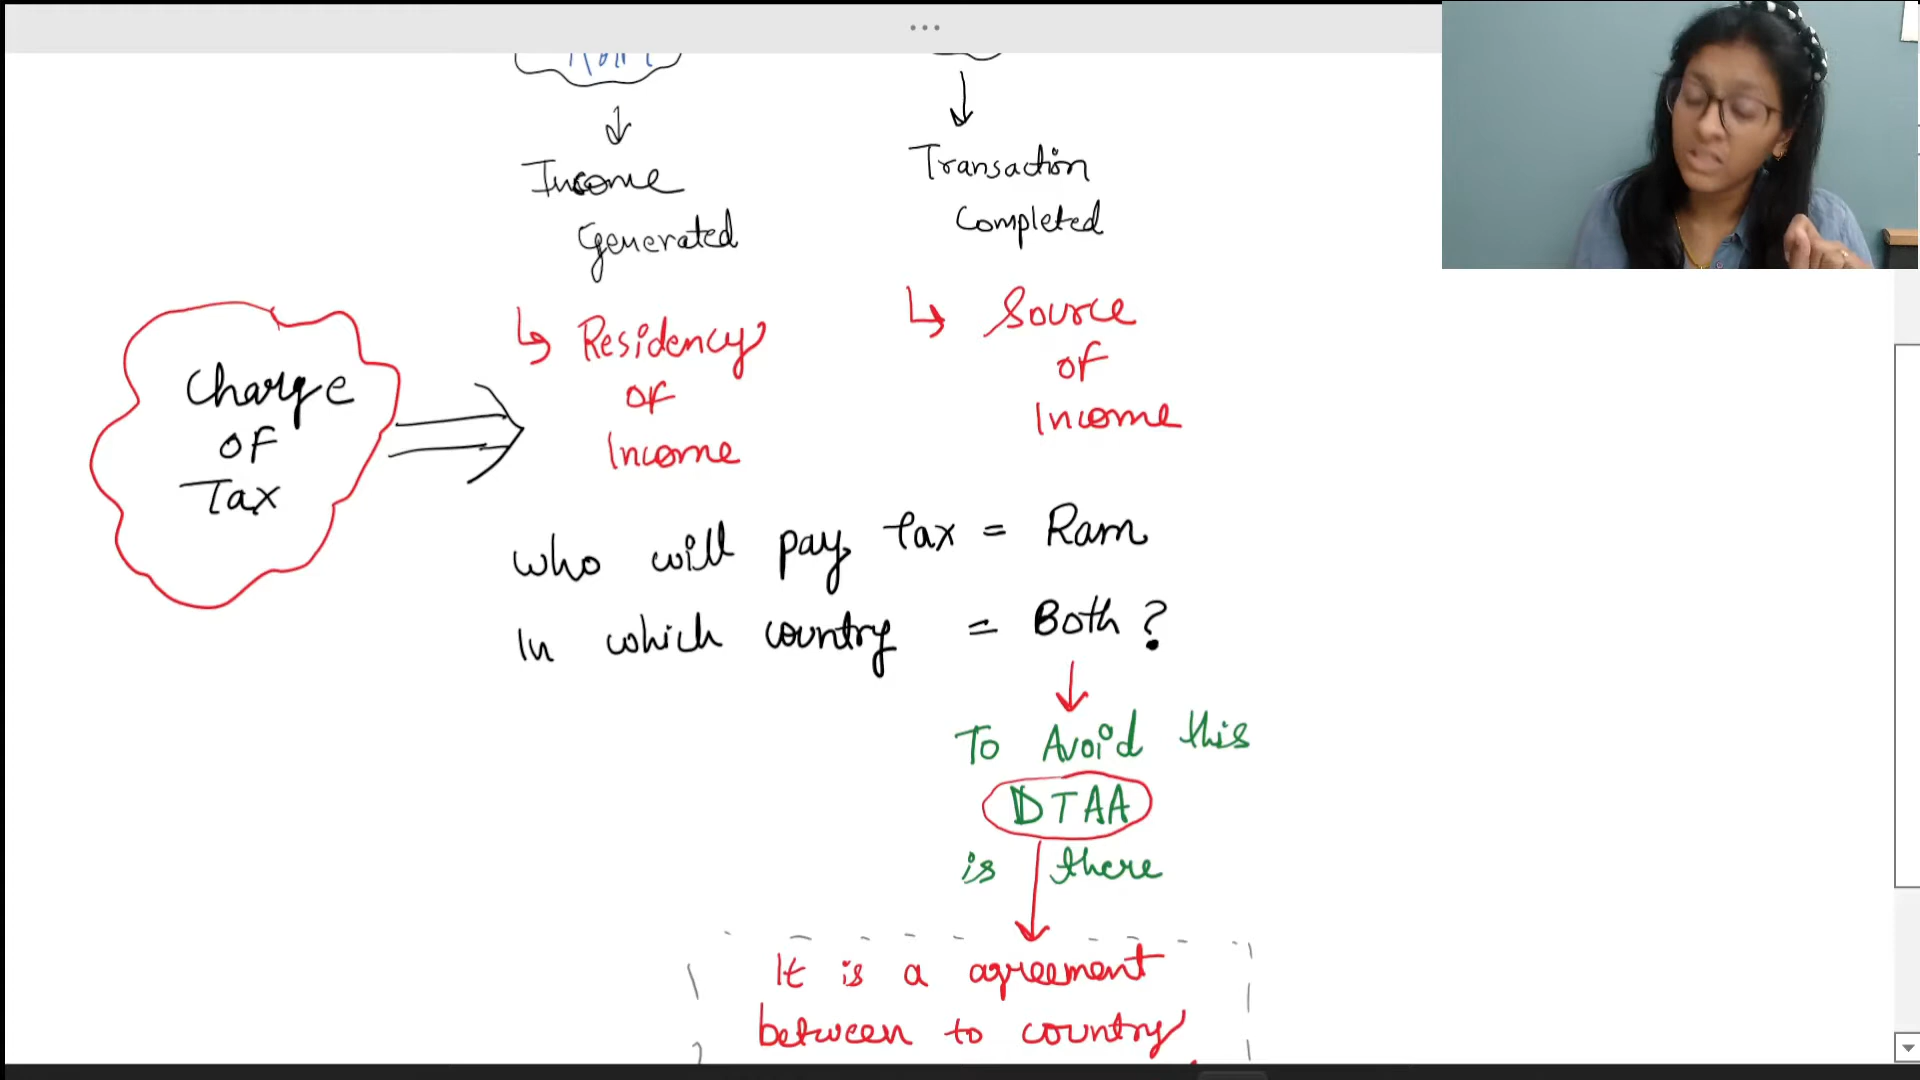 Income
Generated
Transaction
Completed
Residency
of
Income
Source
of
Income
Charge
OF
Tax
who will pay tax = Ram
In which country = Both ?
To Avoid this
DTAA
is there
It is a agreement
between to country